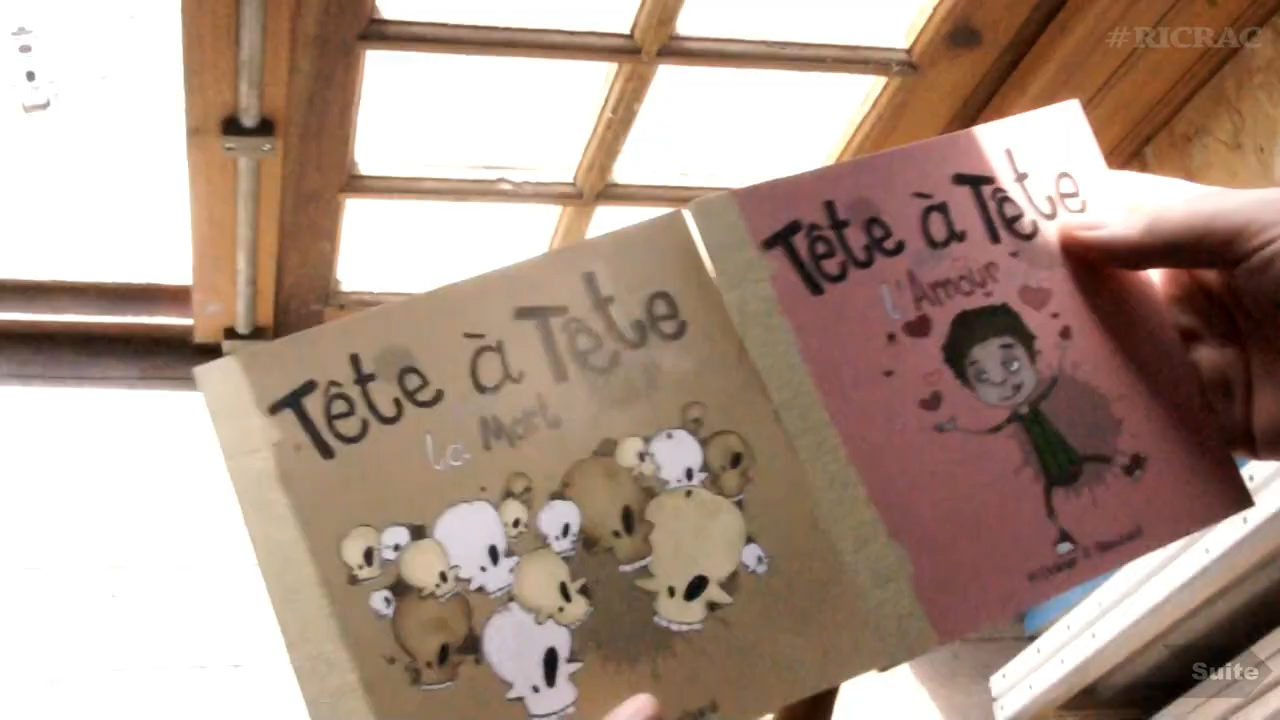 #RICRAC
Tête à Tête
l'Amour
Tête à Tête
la Mort
Suite